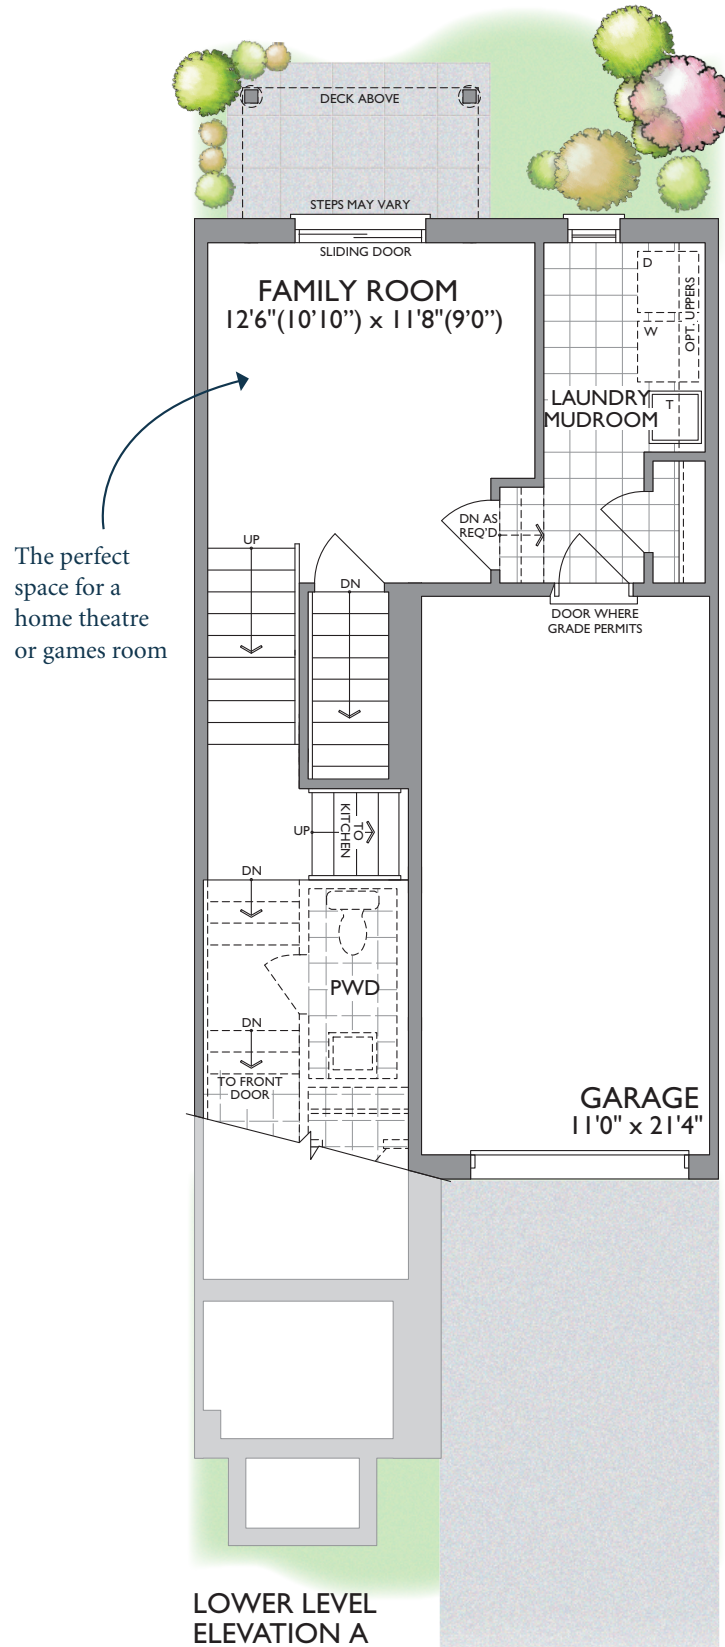 DECK ABOVE
STEPS MAY VARY
SLIDING DOOR
FAMILY ROOM
12'6"(10’10”) x 11'8"(9'0”)
D
W
OPT. UPPERS
T
LAUNDRY
MUDROOM
DN AS
REQ'D
The perfect
space for a
home theatre
or games room
UP
DN
DOOR WHERE
GRADE PERMITS
UP
TO
KITCHEN
DN
PWD
DN
TO FRONT
DOOR
GARAGE
11'0" x 21'4"
LOWER LEVEL
ELEVATION A